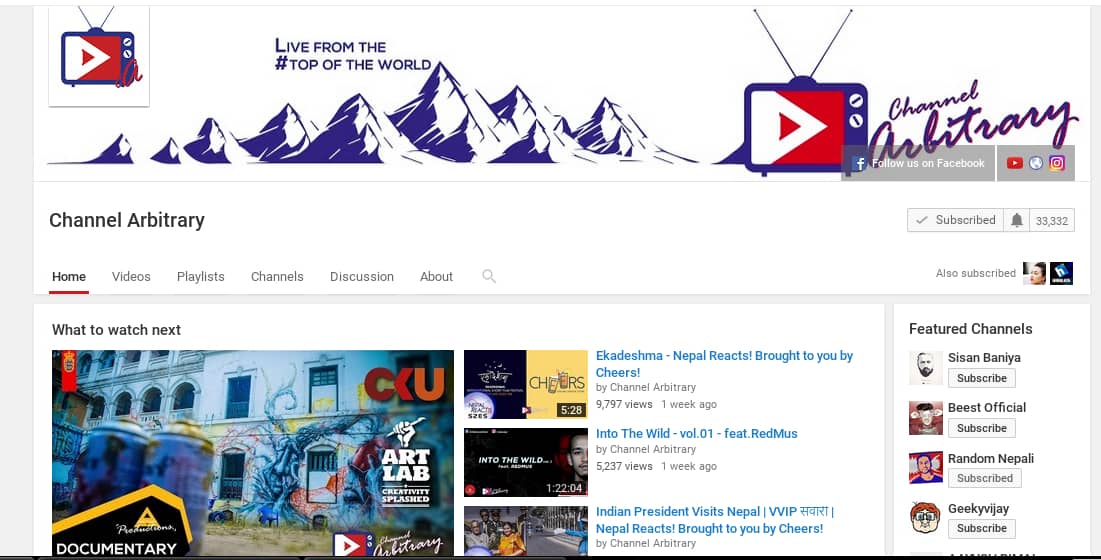 LIVE FROM THE
#TOP OF THE WORLD
Channel
Arbitrary
Follow us on Facebook
Channel Arbitrary
Subscribed
33,332
Home
Videos
Playlists
Channels
Discussion
About
Also subscribed
What to watch next
CKU
ART
LAB
CREATIVITY
SPLASHED
Productions,
DOCUMENTARY
Channel
Arbitrary
CHEERS
NEPAL
REACTS
S2E5
5:28
Ekadeshma - Nepal Reacts! Brought to you by
Cheers!
by Channel Arbitrary
9,797 views 1 week ago
INTO THE WILD
feat. REDMUS
1:22:04
Into The Wild - vol.01 - feat.RedMus
by Channel Arbitrary
5,237 views 1 week ago
Indian President Visits Nepal | VVIP सवारी |
Nepal Reacts! Brought to you by Cheers!
by Channel Arbitrary
Featured Channels
Sisan Baniya
Subscribe
Beest Official
Subscribe
Random Nepali
Subscribed
Geekyvijay
Subscribe